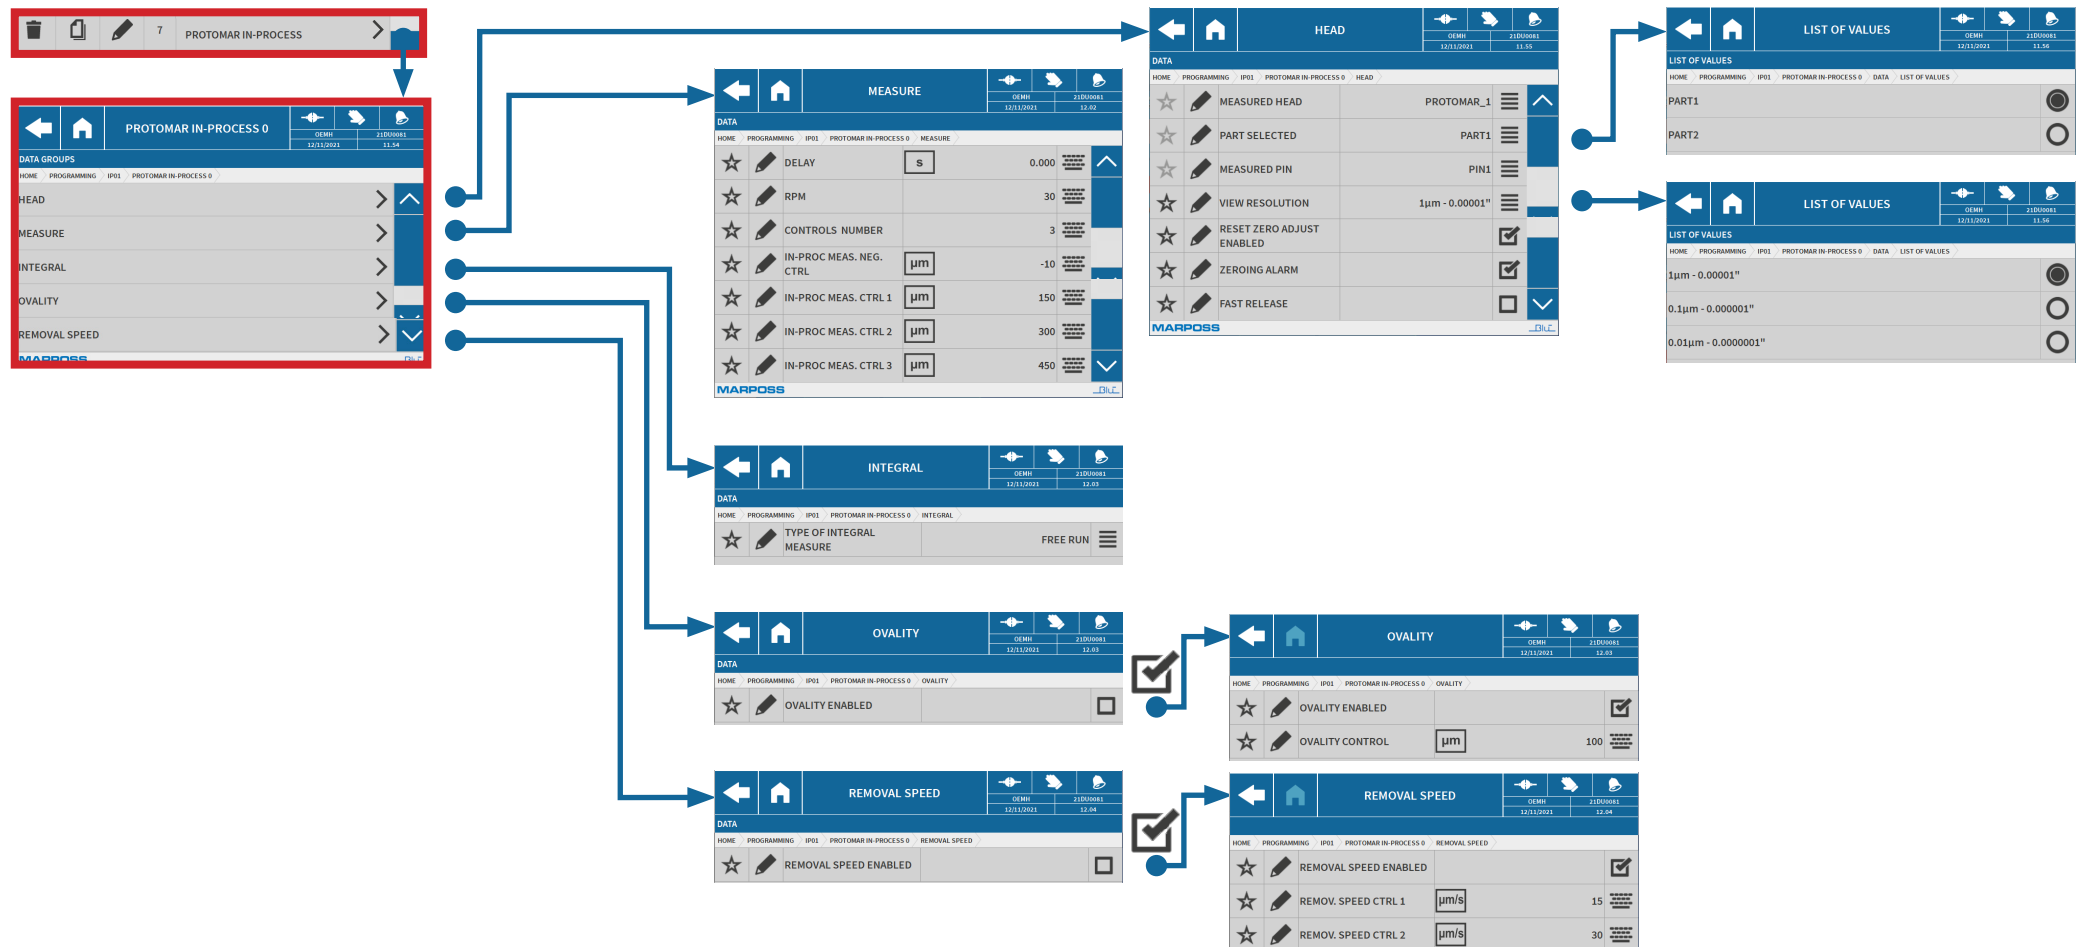 7 PROTOMAR IN-PROCESS
PROTOMAR IN-PROCESS 0
OEMH 21DU0081
12/11/2021 11.54
DATA GROUPS
HOME PROGRAMMING IP01 PROTOMAR IN-PROCESS 0
HEAD
MEASURE
INTEGRAL
OVALITY
REMOVAL SPEED
MARPOSS
MEASURE
OEMH 21DU0081
12/11/2021 12.02
DATA
HOME PROGRAMMING IP01 PROTOMAR IN-PROCESS 0 MEASURE
DELAY s 0.000
RPM 30
CONTROLS NUMBER 3
IN-PROC MEAS. NEG.
CTRL µm -10
IN-PROC MEAS. CTRL 1 µm 150
IN-PROC MEAS. CTRL 2 µm 300
IN-PROC MEAS. CTRL 3 µm 450
MARPOSS
HEAD
OEMH 21DU0081
12/11/2021 11.55
DATA
HOME PROGRAMMING IP01 PROTOMAR IN-PROCESS 0 HEAD
MEASURED HEAD PROTOMAR_1
PART SELECTED PART1
MEASURED PIN PIN1
VIEW RESOLUTION 1µm - 0.00001"
RESET ZERO ADJUST
ENABLED
ZEROING ALARM
FAST RELEASE
MARPOSS
LIST OF VALUES
OEMH 21DU0081
12/11/2021 11.56
LIST OF VALUES
HOME PROGRAMMING IP01 PROTOMAR IN-PROCESS 0 DATA LIST OF VALUES
PART1
PART2
LIST OF VALUES
OEMH 21DU0081
12/11/2021 11.56
LIST OF VALUES
HOME PROGRAMMING IP01 PROTOMAR IN-PROCESS 0 DATA LIST OF VALUES
1µm - 0.00001"
0.1µm - 0.000001"
0.01µm - 0.0000001"
INTEGRAL
OEMH 21DU0081
12/11/2021 12.03
DATA
HOME PROGRAMMING IP01 PROTOMAR IN-PROCESS 0 INTEGRAL
TYPE OF INTEGRAL
MEASURE FREE RUN
OVALITY
OEMH 21DU0081
12/11/2021 12.03
DATA
HOME PROGRAMMING IP01 PROTOMAR IN-PROCESS 0 OVALITY
OVALITY ENABLED
OVALITY
OEMH 21DU0081
12/11/2021 12.03
HOME PROGRAMMING IP01 PROTOMAR IN-PROCESS 0 OVALITY
OVALITY ENABLED
OVALITY CONTROL µm 100
REMOVAL SPEED
OEMH 21DU0081
12/11/2021 12.04
DATA
HOME PROGRAMMING IP01 PROTOMAR IN-PROCESS 0 REMOVAL SPEED
REMOVAL SPEED ENABLED
REMOVAL SPEED
OEMH 21DU0081
12/11/2021 12.04
HOME PROGRAMMING IP01 PROTOMAR IN-PROCESS 0 REMOVAL SPEED
REMOVAL SPEED ENABLED
REMOV. SPEED CTRL 1 µm/s 15
REMOV. SPEED CTRL 2 µm/s 30